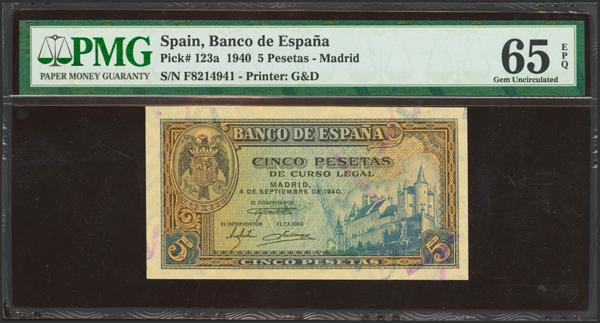 PMG
PAPER MONEY GUARANTY
Spain, Banco de España
Pick# 123a 1940 5 Pesetas - Madrid
S/N F8214941 - Printer: G&D
65 EPQ
Gem Uncirculated
BANCO DE ESPAÑA
CINCO PESETAS
DE CURSO LEGAL
MADRID,
4 DE SEPTIEMBRE DE 1940.
EL GOBERNADOR
EL INTERVENTOR EL CAJERO
5 5
CINCO PESETAS